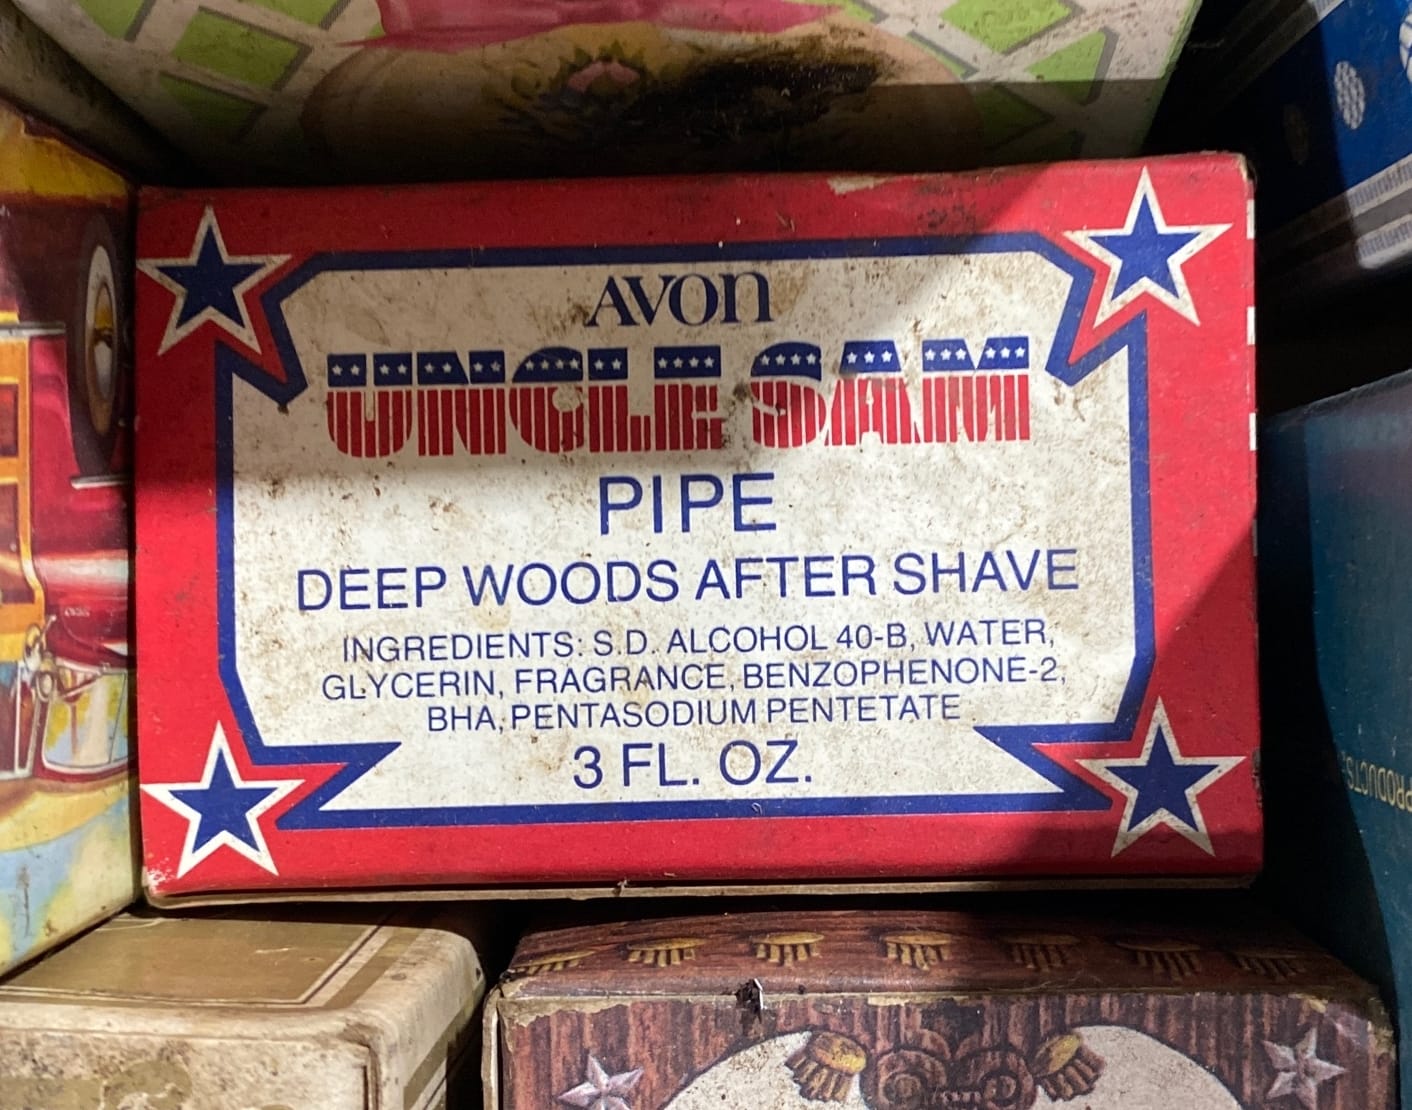 AVON
UNCLE SAM
PIPE
DEEP WOODS AFTER SHAVE
INGREDIENTS: S.D. ALCOHOL 40-B, WATER,
GLYCERIN, FRAGRANCE, BENZOPHENONE-2,
BHA, PENTASODIUM PENTETATE
3 FL. OZ.
PRODUCTS